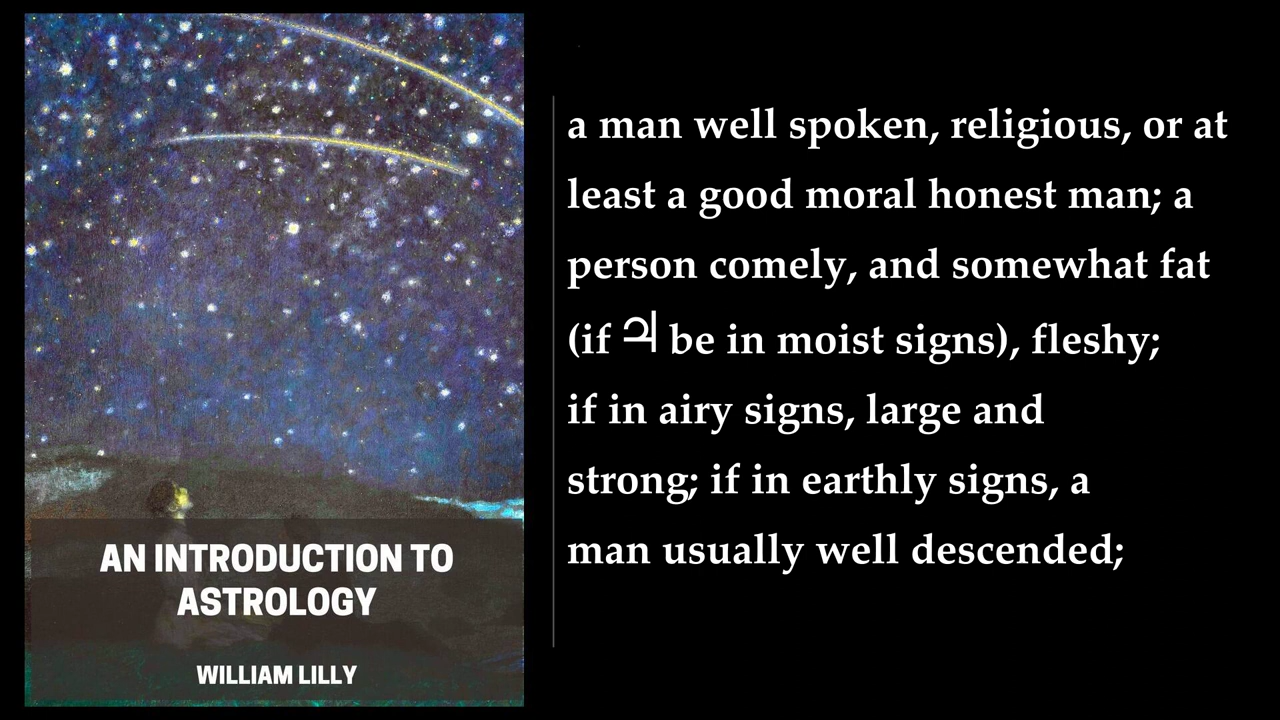 AN INTRODUCTION TO
ASTROLOGY
WILLIAM LILLY
a man well spoken, religious, or at
least a good moral honest man; a
person comely, and somewhat fat
(if ♃ be in moist signs), fleshy;
if in airy signs, large and
strong; if in earthly signs, a
man usually well descended;